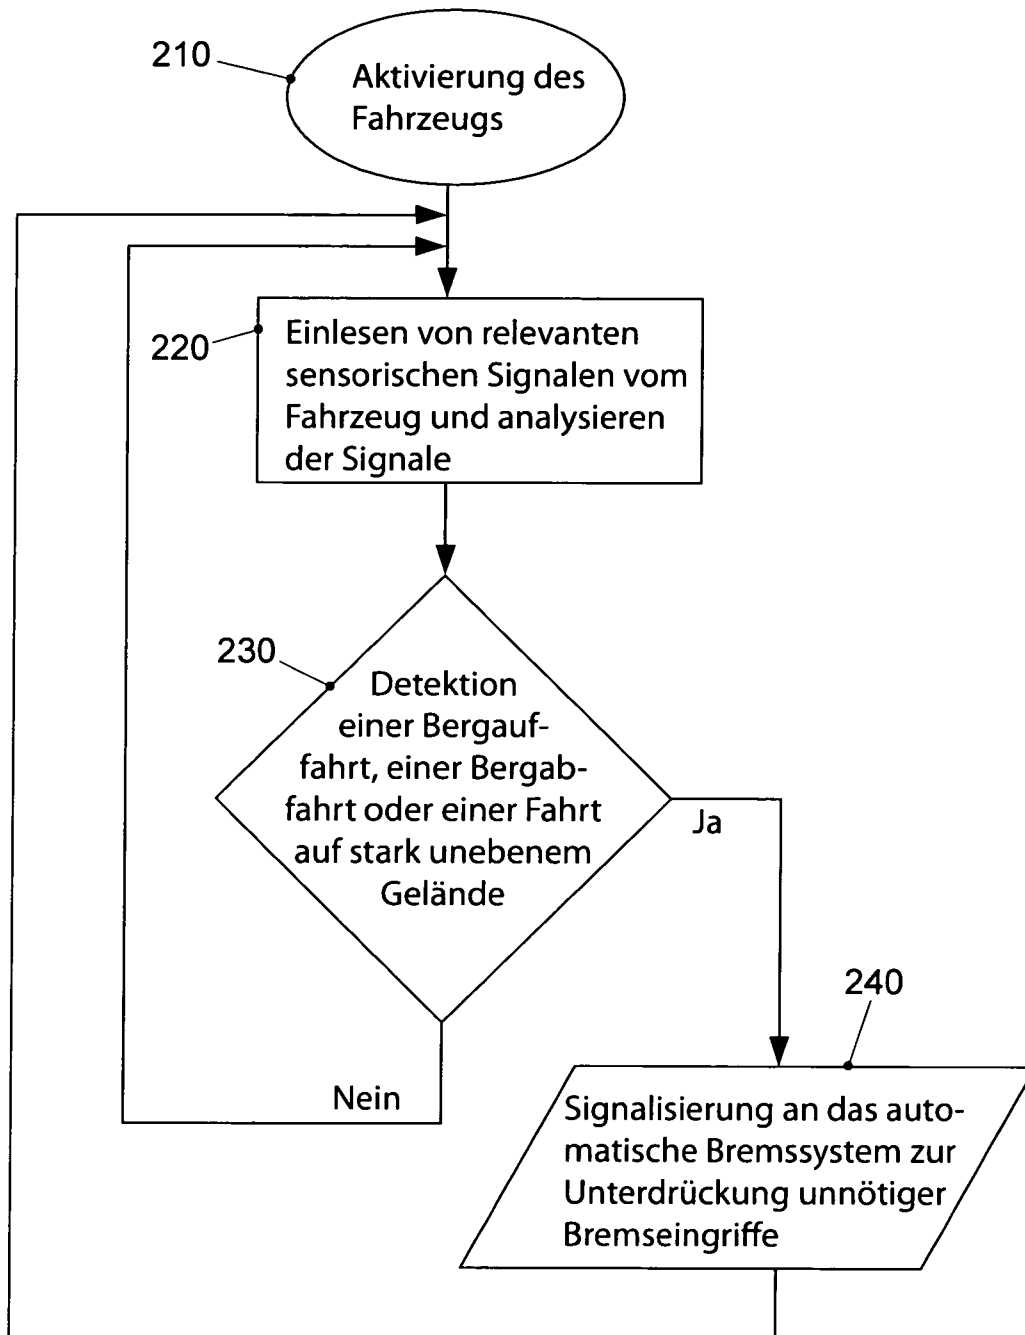 210
Aktivierung des
Fahrzeugs
220
Einlesen von relevanten
sensorischen Signalen vom
Fahrzeug und analysieren
der Signale
230
Detektion
einer Bergauf-
fahrt, einer Bergab-
fahrt oder einer Fahrt
auf stark unebenem
Gelände
Ja
Nein
240
Signalisierung an das auto-
matische Bremssystem zur
Unterdrückung unnötiger
Bremseingriffe